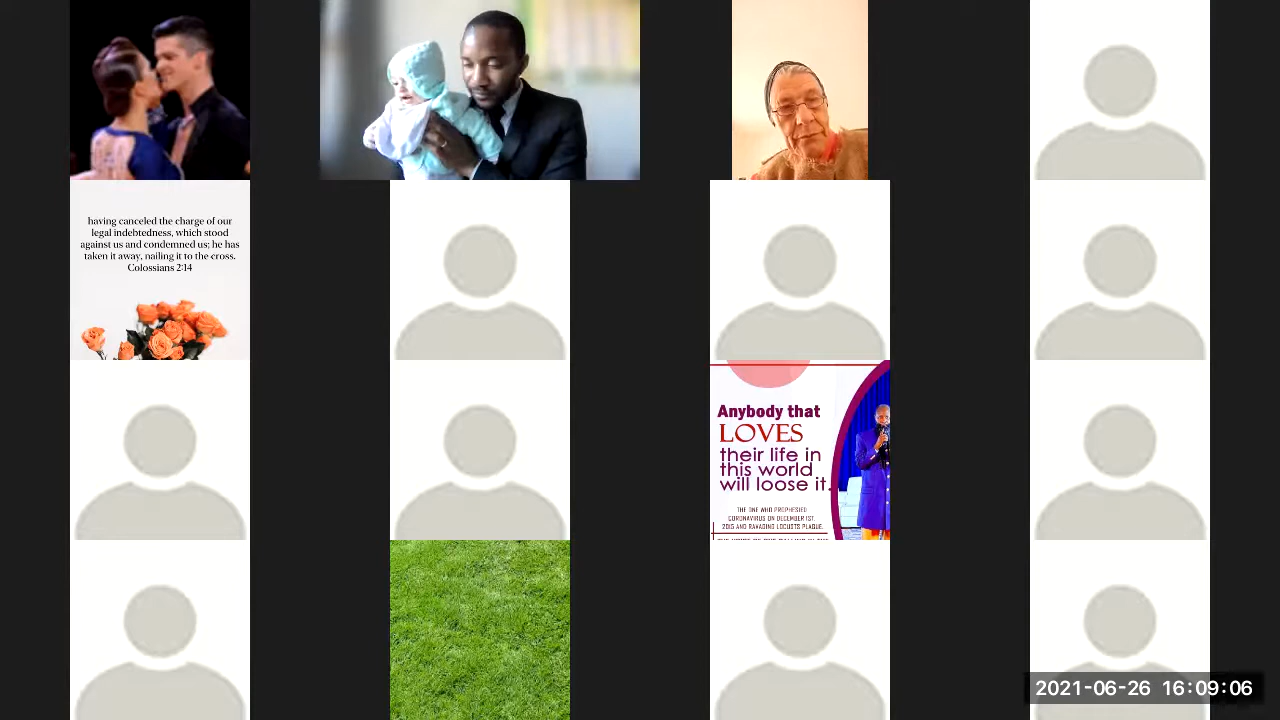 having canceled the charge of our
legal indebtedness, which stood
against us and condemned us; he has
taken it away, nailing it to the cross.
Colossians 2:14
Anybody that
LOVES
their life in
this world
will loose it.
THE ONE WHO PROPHESIED
CORONAVIRUS ON DECEMBER 1ST,
2015 AND RAVAGING LOCUSTS PLAGUE,
2021-06-26 16:09:06